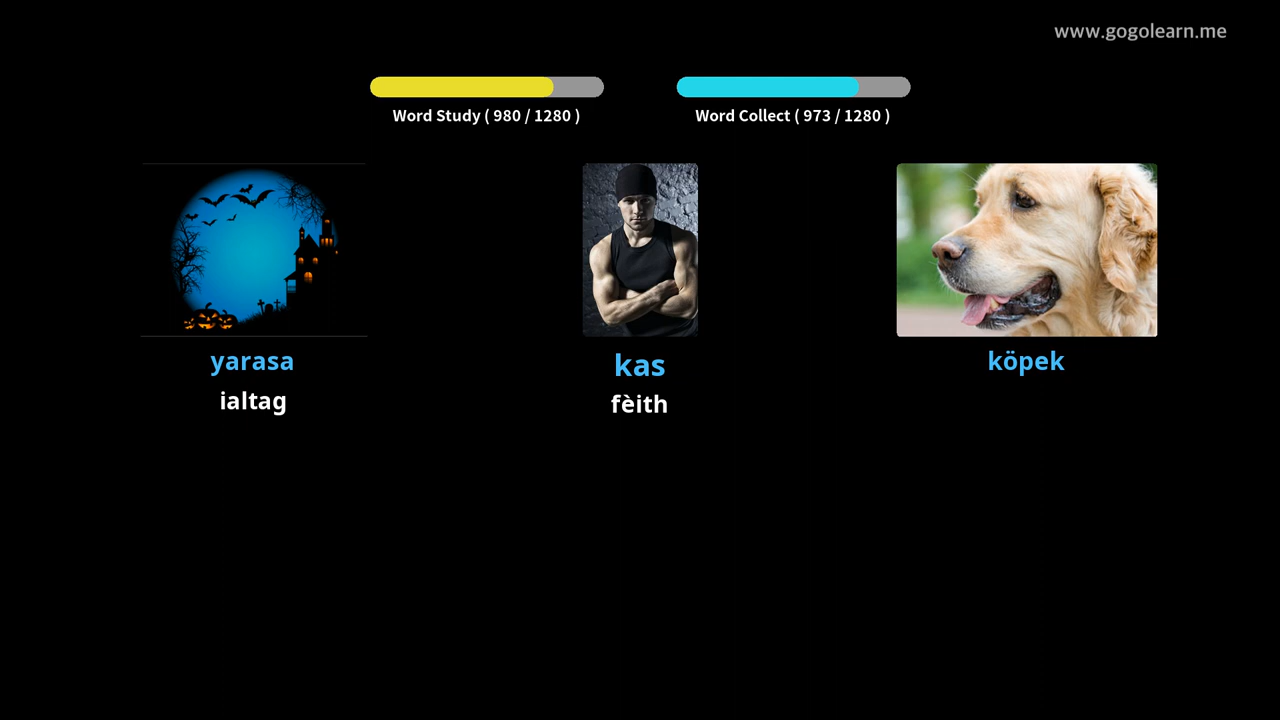 www.gogolearn.me
Word Study ( 980 / 1280 )
Word Collect ( 973 / 1280 )
yarasa
ialtag
kas
fèith
köpek